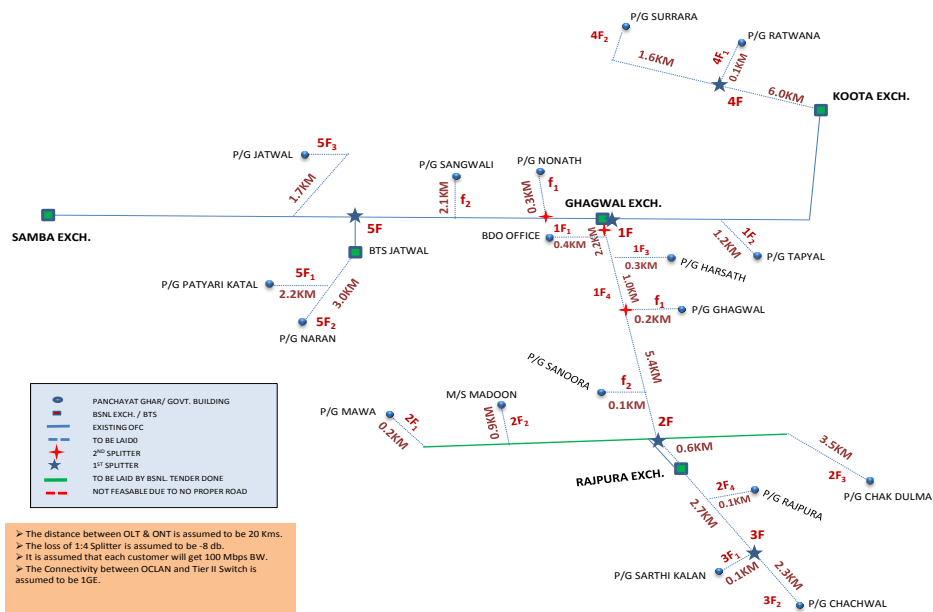 P/G SURRARA
4F2
P/G RATWANA
4F1
0.1KM
1.6KM
6.0KM
4F
KOOTA EXCH.
5F3
P/G JATWAL
1.7KM
P/G SANGWALI
2.1KM
f2
P/G NONATH
f1
0.3KM
GHAGWAL EXCH.
SAMBA EXCH.
5F
1F
1F1
BDO OFFICE
0.4KM
2.2KM
1F2
1.2KM
P/G TAPYAL
BTS JATWAL
1F3
0.3KM
P/G HARSATH
5F1
P/G PATYARI KATAL
2.2KM
3.0KM
1.0KM
1F4
f1
P/G GHAGWAL
0.2KM
5F2
P/G NARAN
5.4KM
P/G SANOORA
f2
0.1KM
M/S MADOON
P/G MAWA
2F1
0.2KM
0.9KM
2F2
2F
0.6KM
3.5KM
RAJPURA EXCH.
2F3
P/G CHAK DULMA
2F4
0.1KM
P/G RAJPURA
2.7KM
3F
3F1
P/G SARTHI KALAN
0.1KM
2.3KM
3F2
P/G CHACHWAL
PANCHAYAT GHAR/ GOVT. BUILDING
BSNL EXCH. / BTS
EXISTING OFC
TO BE LAID0
2ND SPLITTER
1ST SPLITTER
TO BE LAID BY BSNL. TENDER DONE
NOT FEASABLE DUE TO NO PROPER ROAD
➢ The distance between OLT & ONT is assumed to be 20 Kms.
➢ The loss of 1:4 Splitter is assumed to be -8 db.
➢ It is assumed that each customer will get 100 Mbps BW.
➢ The Connectivity between OCLAN and Tier II Switch is
assumed to be 1GE.